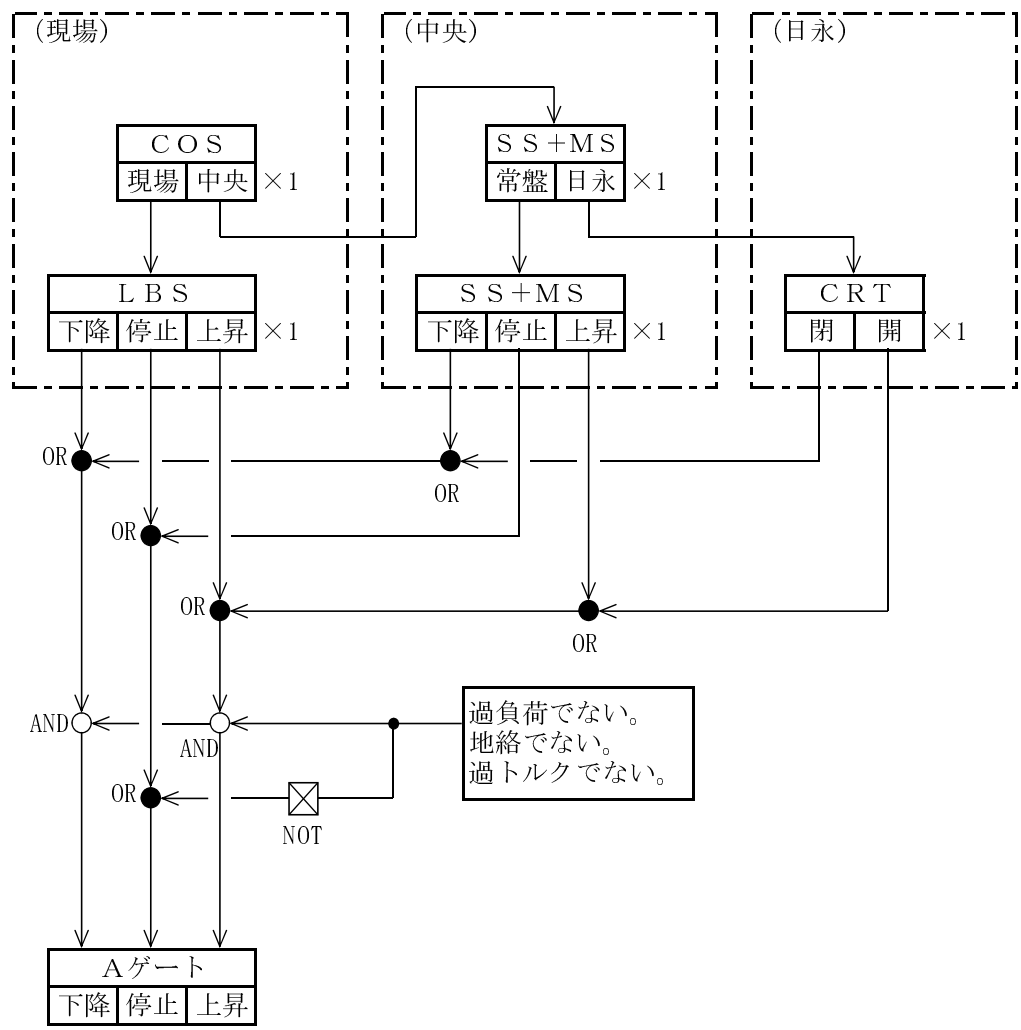 （現場）
（中央）
（日永）
ＣＯＳ
現場 中央 ×1
ＳＳ＋ＭＳ
常盤 日永 ×1
ＬＢＳ
下降 停止 上昇 ×1
ＳＳ＋ＭＳ
下降 停止 上昇 ×1
ＣＲＴ
閉 開 ×1
OR
OR
OR
OR
OR
AND
AND
過負荷でない。
地絡でない。
過トルクでない。
OR
NOT
Ａゲート
下降 停止 上昇